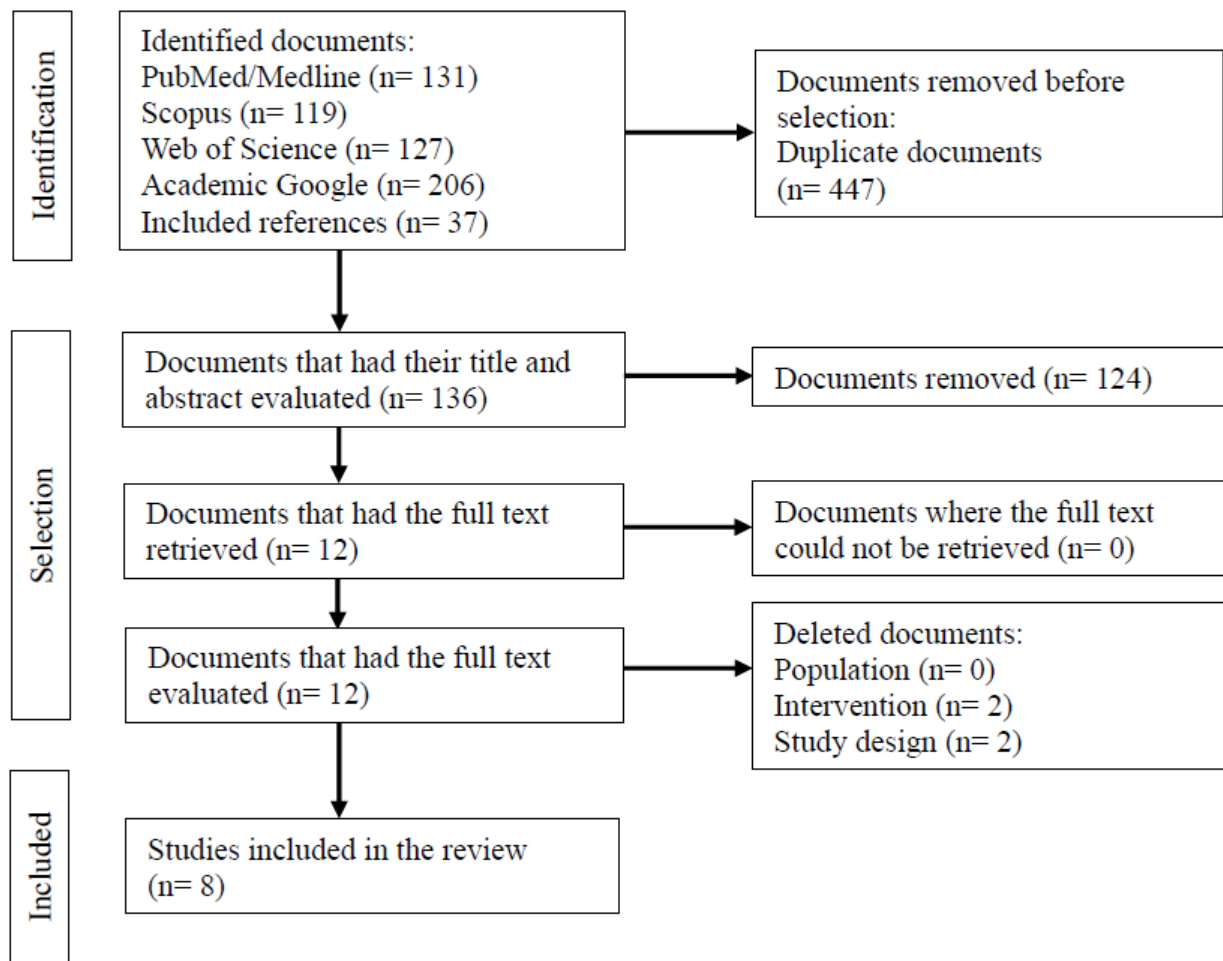 Identification
Identified documents:
PubMed/Medline (n= 131)
Scopus (n= 119)
Web of Science (n= 127)
Academic Google (n= 206)
Included references (n= 37)
Documents removed before
selection:
Duplicate documents
(n= 447)
Selection
Documents that had their title and
abstract evaluated (n= 136)
Documents removed (n= 124)
Documents that had the full text
retrieved (n= 12)
Documents where the full text
could not be retrieved (n= 0)
Documents that had the full text
evaluated (n= 12)
Deleted documents:
Population (n= 0)
Intervention (n= 2)
Study design (n= 2)
Included
Studies included in the review
(n= 8)